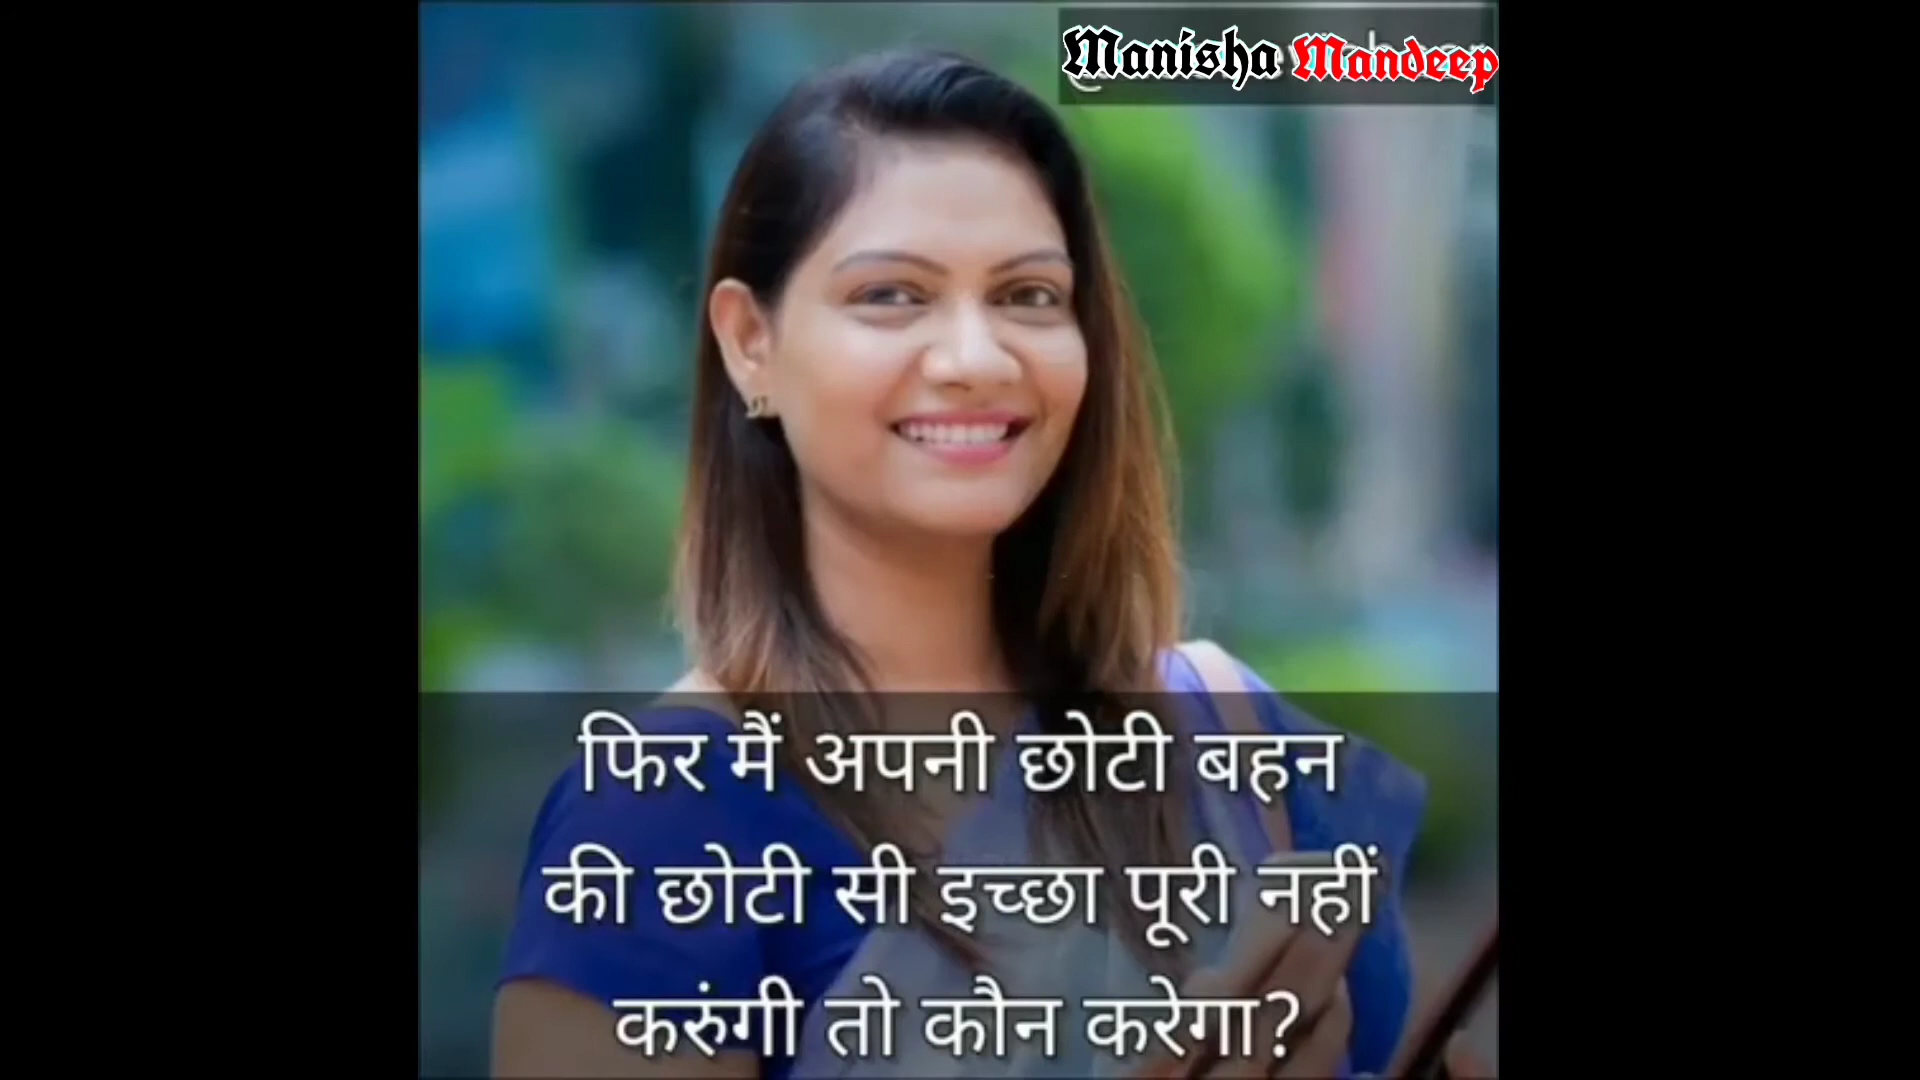 Manisha Mandeep
फिर मैं अपनी छोटी बहन
की छोटी सी इच्छा पूरी नहीं
करुंगी तो कौन करेगा?